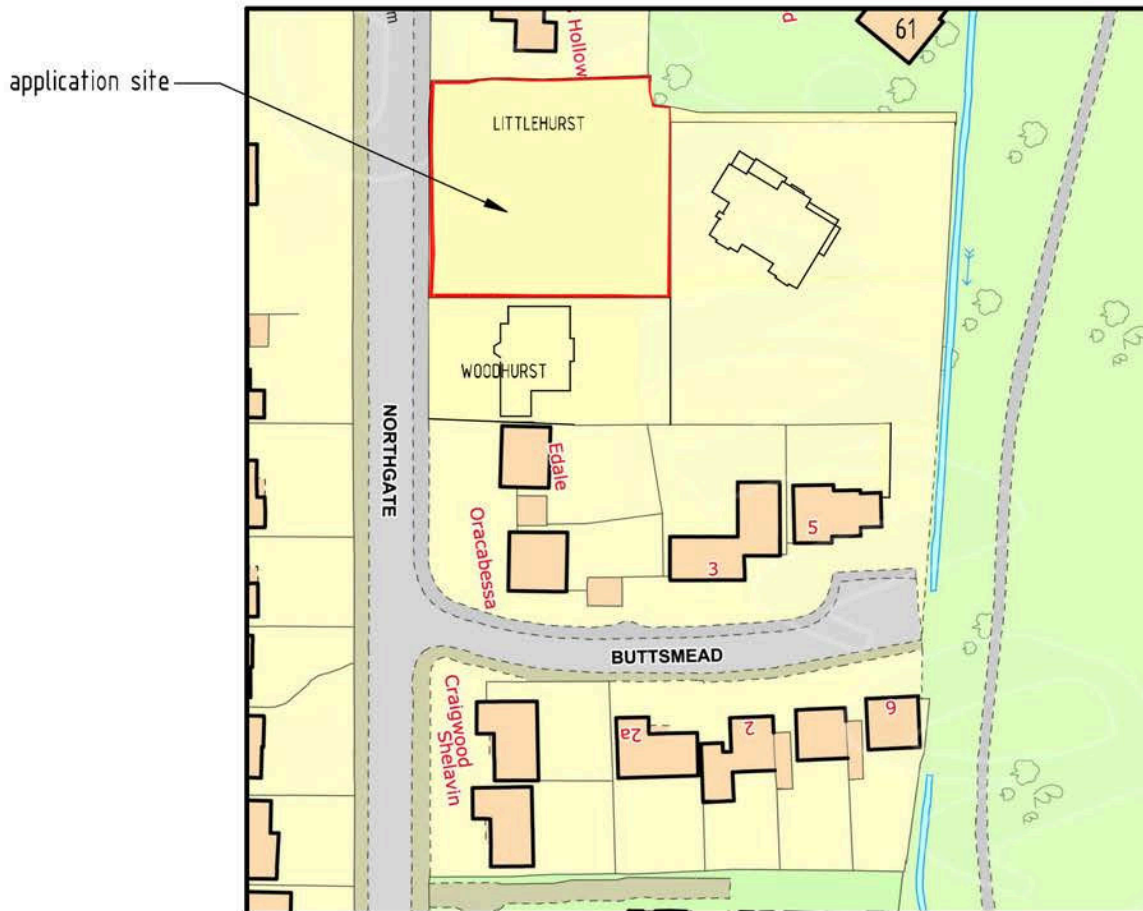 61
Hollow
application site
LITTLEHURST
WOODHURST
NORTHGATE
Edale
Oracabessa
5
3
BUTTSMEAD
Craigwood
Shelavin
2a
2
6